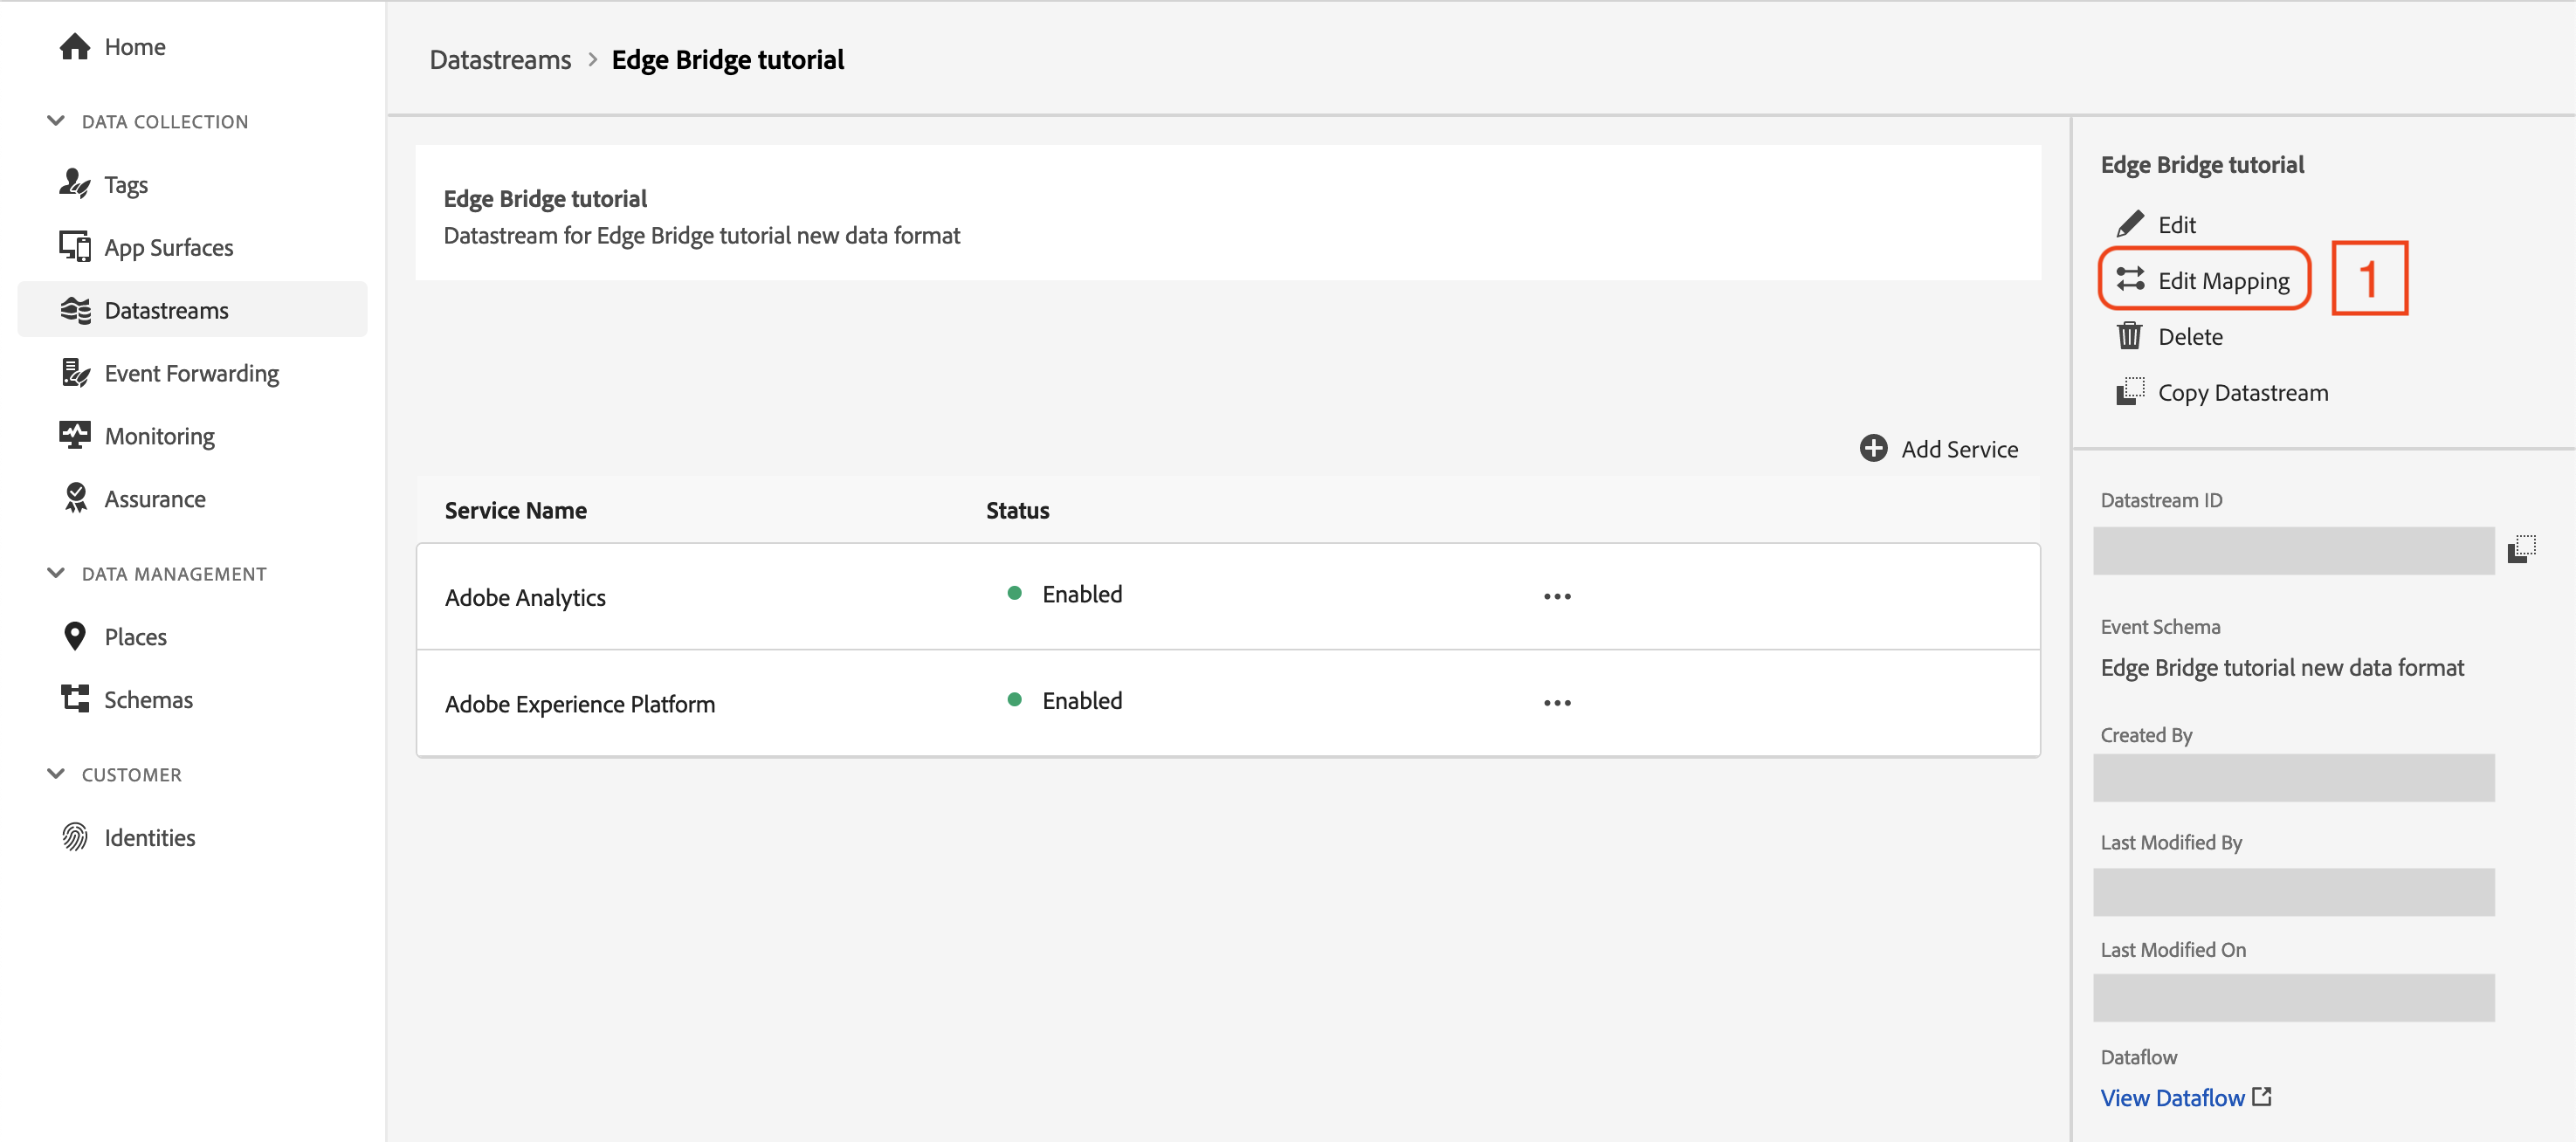 Home
DATA COLLECTION
Tags
App Surfaces
Datastreams
Event Forwarding
Monitoring
Assurance
DATA MANAGEMENT
Places
Schemas
CUSTOMER
Identities
Datastreams > Edge Bridge tutorial
Edge Bridge tutorial
Datastream for Edge Bridge tutorial new data format
Add Service
Service Name Status
Adobe Analytics Enabled
Adobe Experience Platform Enabled
Edge Bridge tutorial
Edit
Edit Mapping 1
Delete
Copy Datastream
Datastream ID
Event Schema
Edge Bridge tutorial new data format
Created By
Last Modified By
Last Modified On
Dataflow
View Dataflow